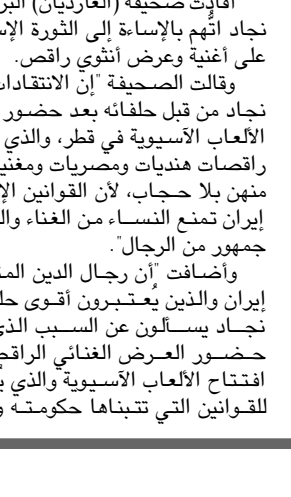 أفادت صحيفة (الغارديان) البر
نجاد اتُّهم بالإساءة إلى الثورة الإس
على أغنية وعرض أنثوي راقص.
وقالت الصحيفة "إن الانتقادات
نجاد من قبل حلفائه بعد حضور
الألعاب الآسيوية في قطر، والذي
راقصات هنديات ومصريات ومغني
منهن بلا حجاب، لأن القوانين الإ
إيران تمنع النساء من الغناء وال
جمهور من الرجال".
وأضافت "أن رجال الدين المت
إيران والذين يُعتبرون أقوى حل
نجاد يسألون عن السبب الذي
حضور العرض الغنائي الراقص
افتتاح الألعاب الآسيوية والذي يُ
للقوانين التي تتبناها حكومته و